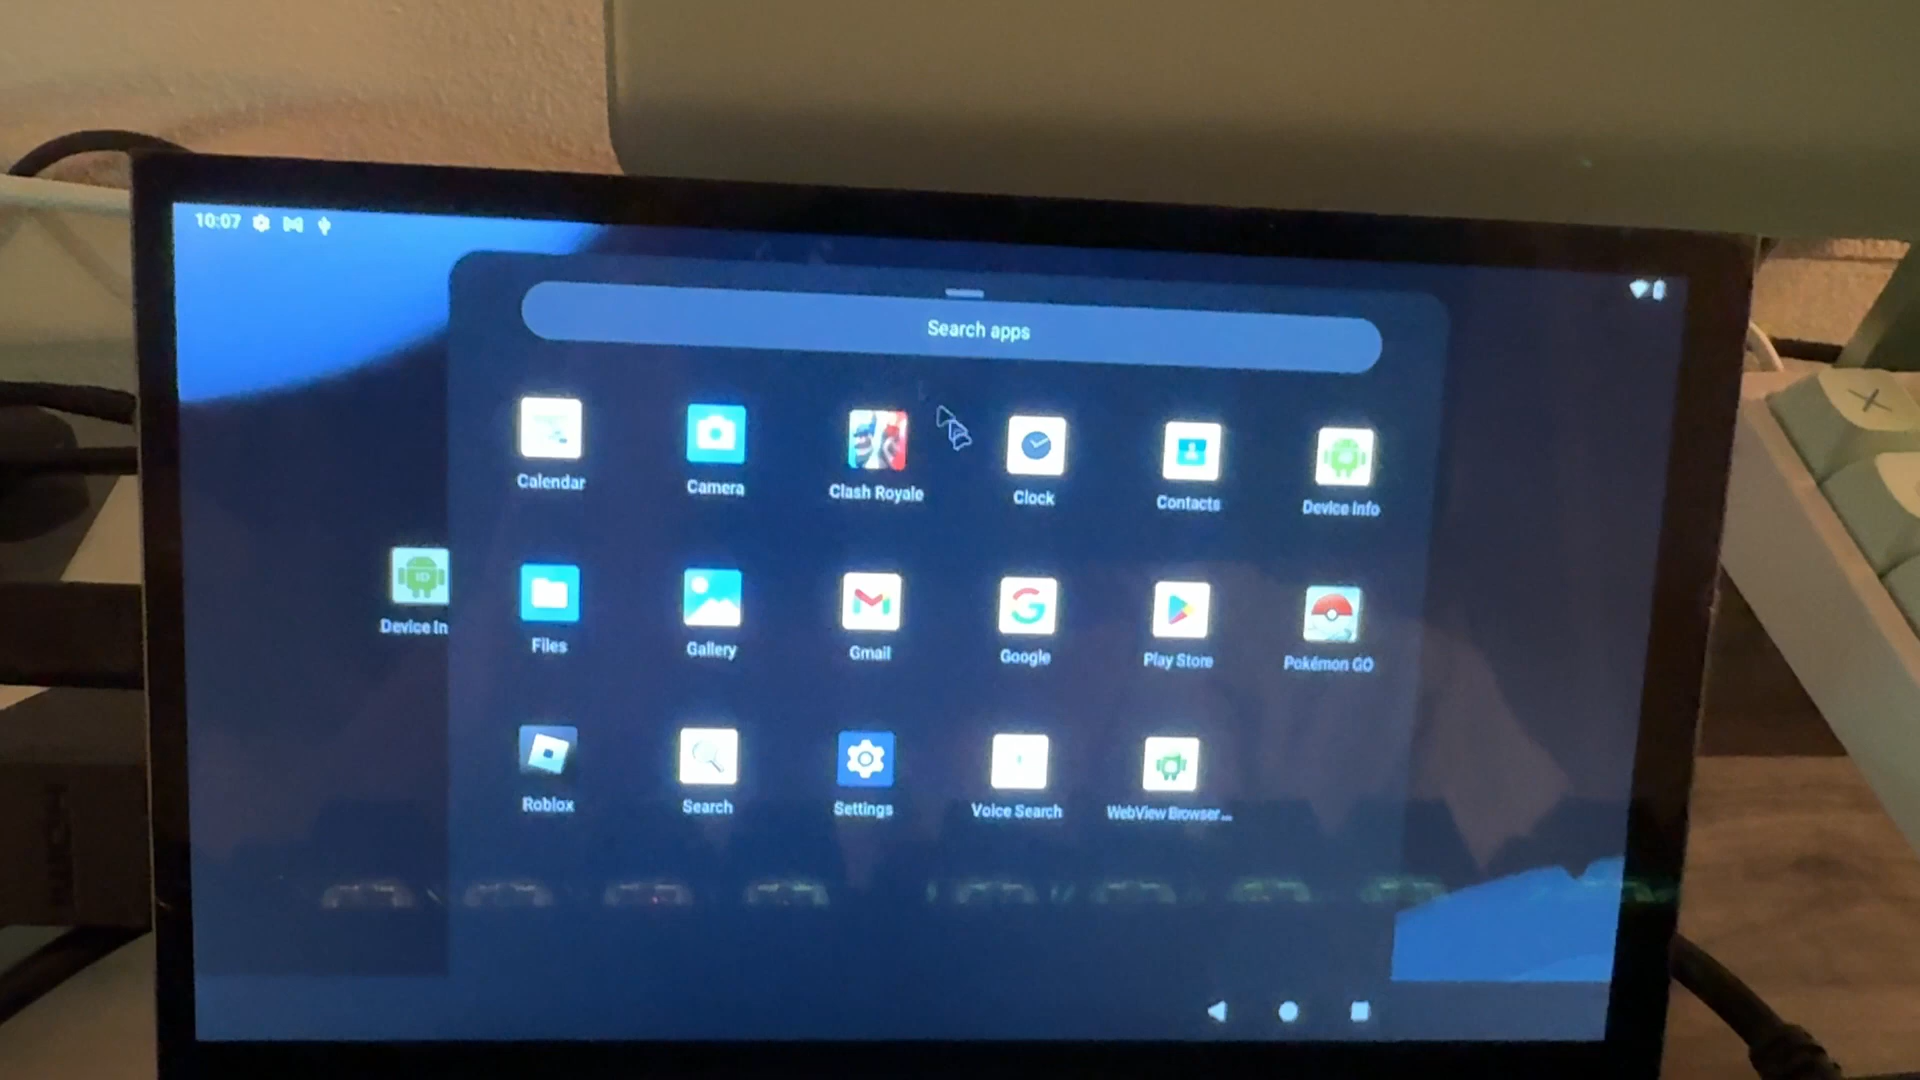 10:07
Search apps
Calendar
Camera
Clash Royale
Clock
Contacts
Device Info
Device In
Files
Gallery
Gmail
Google
Play Store
Pokémon GO
Roblox
Search
Settings
Voice Search
WebView Browser...